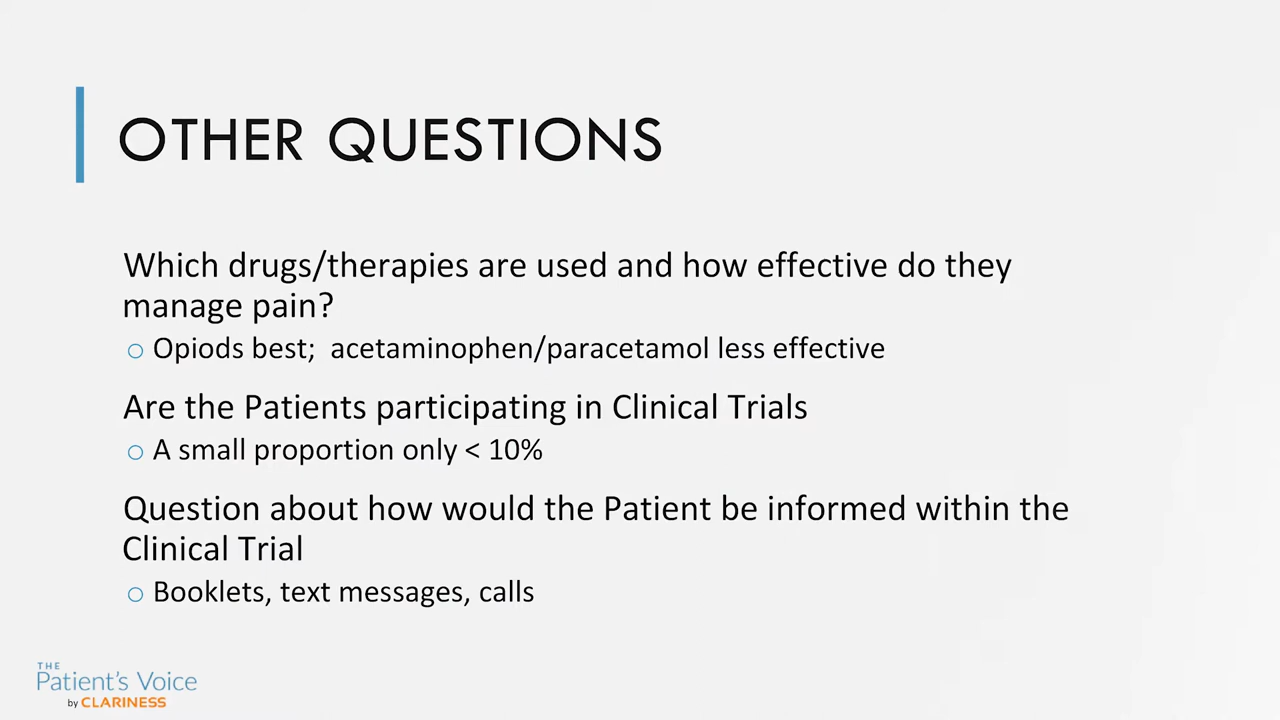 OTHER QUESTIONS
Which drugs/therapies are used and how effective do they
manage pain?
o Opiods best;  acetaminophen/paracetamol less effective
Are the Patients participating in Clinical Trials
o A small proportion only < 10%
Question about how would the Patient be informed within the
Clinical Trial
o Booklets, text messages, calls
THE
Patient's Voice
by CLARINESS